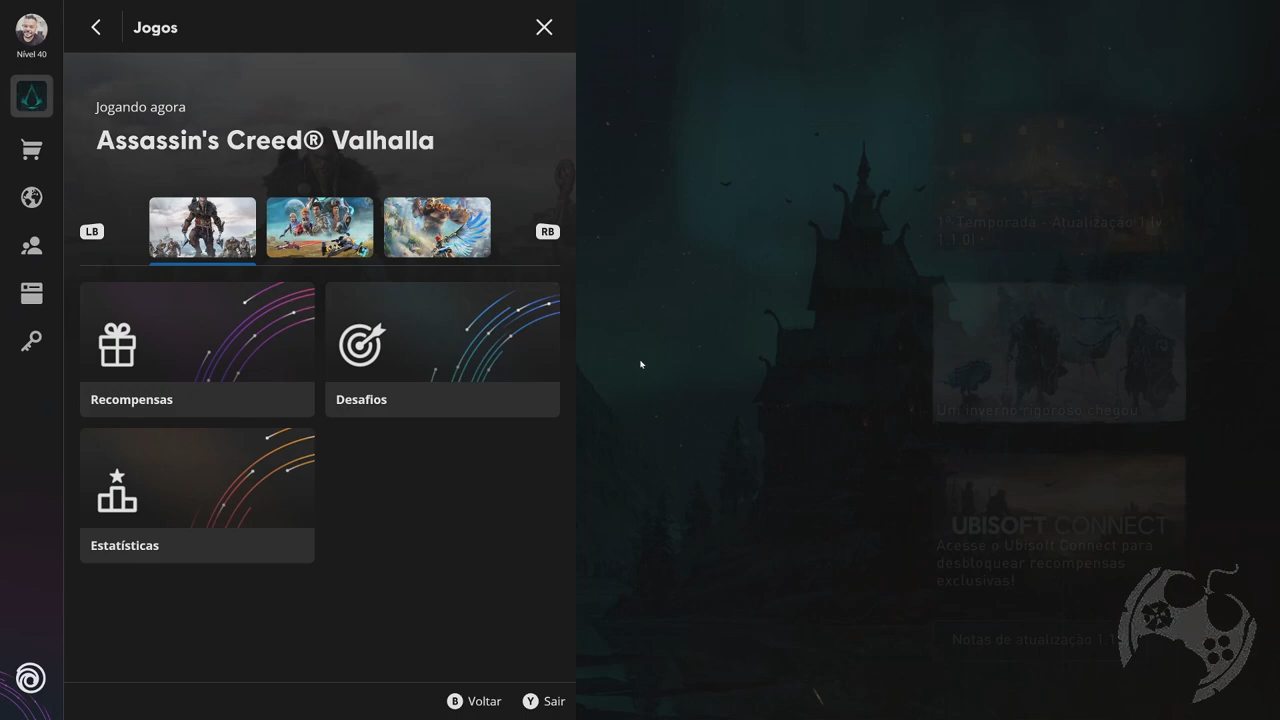 Jogos
Nível 40
Jogando agora
Assassin's Creed® Valhalla
LB
RB
Recompensas
Desafios
Estatísticas
B Voltar
Y Sair
1ª Temporada - Atualização 1 (v
1.1.0)
Um inverno rigoroso chegou
UBISOFT CONNECT
Acesse o Ubisoft Connect para
desbloquear recompensas
exclusivas!
Notas de atualização